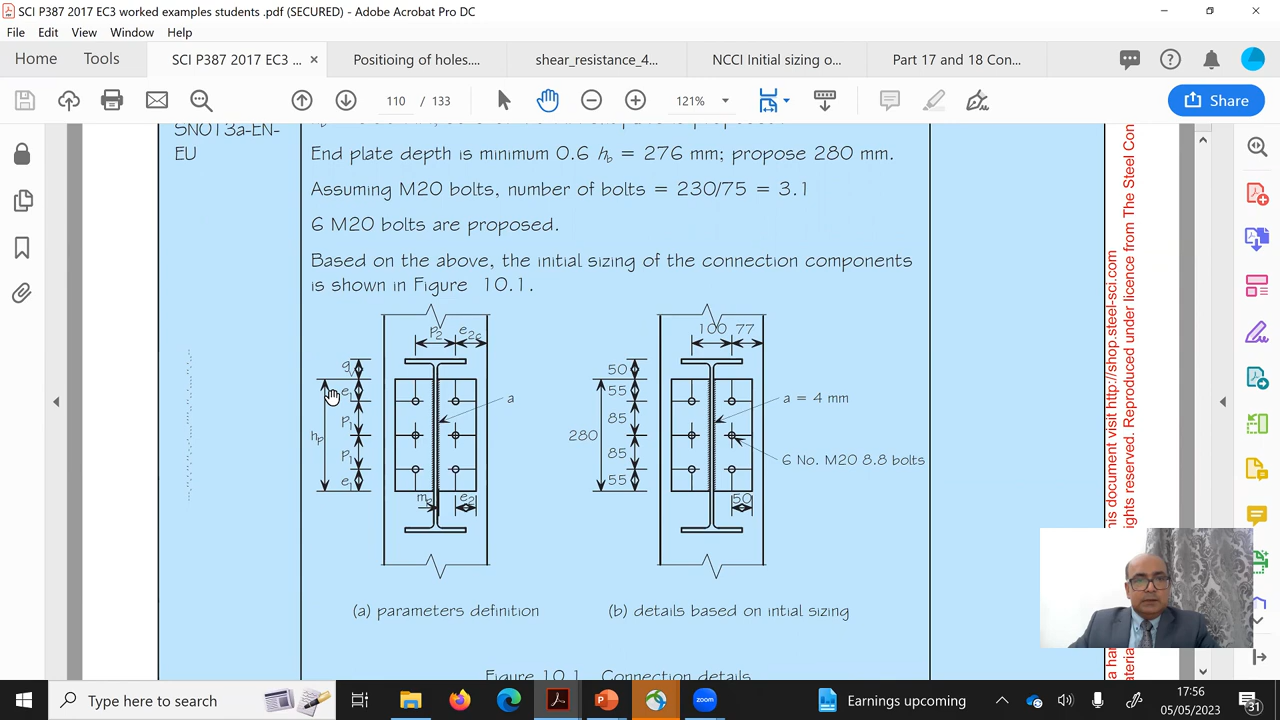 SCI P387 2017 EC3 worked examples students .pdf (SECURED) - Adobe Acrobat Pro DC
File Edit View Window Help
Home Tools SCI P387 2017 EC3 ... × Positioing of holes.... shear_resistance_4... NCCI Initial sizing o... Part 17 and 18 Con...
110 / 133 121% Share
SN013a-EN-
EU
End plate depth is minimum 0.6 hb = 276 mm; propose 280 mm.
Assuming M20 bolts, number of bolts = 230/75 = 3.1
6 M20 bolts are proposed.
Based on the above, the initial sizing of the connection components
is shown in Figure 10.1.
p2 e2c
gv
e1
p1
hp
p1
e1
a
e2
100 77
50
55
85
280
85
55
a = 4 mm
6 No. M20 8.8 bolts
50
(a) parameters definition
(b) details based on intial sizing
Figure 10.1 Connection details
his document visit http://shop.steel-sci.com
ights reserved. Reproduced under licence from The Steel Con
Type here to search
zoom
Earnings upcoming
17:56
05/05/2023
31